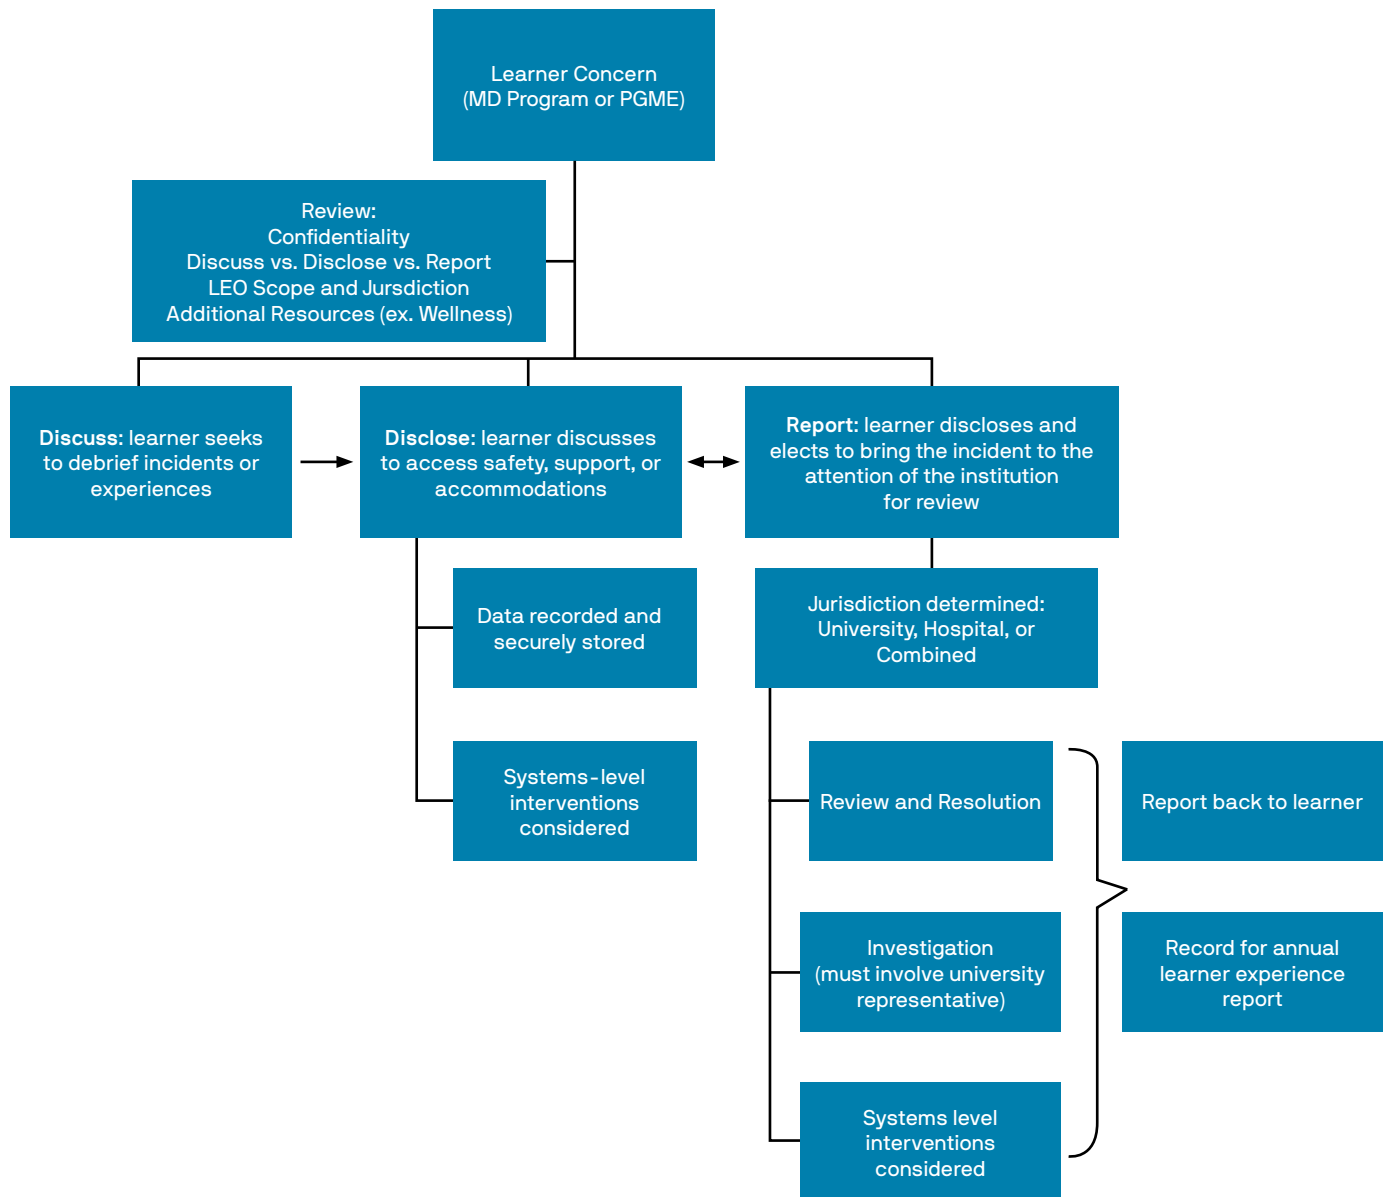 Learner Concern
(MD Program or PGME)
Review:
Confidentiality
Discuss vs. Disclose vs. Report
LEO Scope and Jursdiction
Additional Resources (ex. Wellness)
Discuss: learner seeks
to debrief incidents or
experiences
Disclose: learner discusses
to access safety, support, or
accommodations
Report: learner discloses and
elects to bring the incident to the
attention of the institution
for review
Data recorded and
securely stored
Systems-level
interventions
considered
Jurisdiction determined:
University, Hospital, or
Combined
Review and Resolution
Investigation
(must involve university
representative)
Systems level
interventions
considered
Report back to learner
Record for annual
learner experience
report